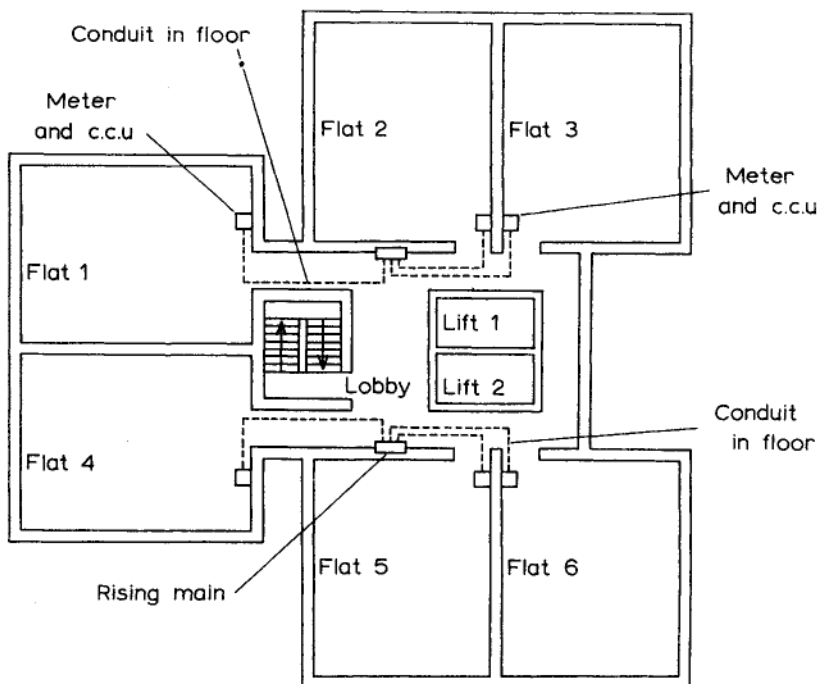 Conduit in floor
Meter
and c.c.u
Flat 2
Flat 3
Meter
and c.c.u
Flat 1
Lift 1
Lift 2
Lobby
Conduit
in floor
Flat 4
Flat 5
Flat 6
Rising main